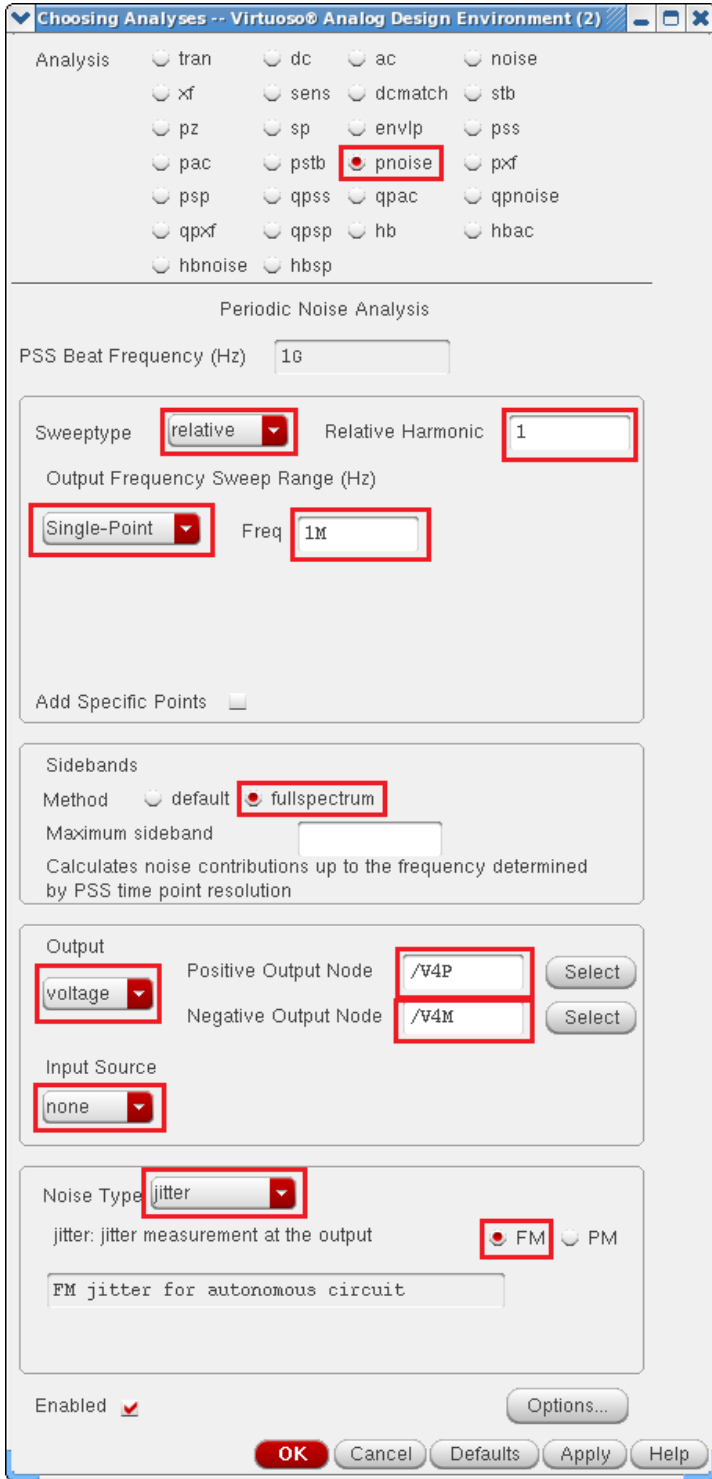 Choosing Analyses -- Virtuoso® Analog Design Environment (2)
Analysis tran dc ac noise
xf sens dcmatch stb
pz sp envlp pss
pac pstb pnoise pxf
psp qpss qpac qpnoise
qpxf qpsp hb hbac
hbnoise hbsp
Periodic Noise Analysis
PSS Beat Frequency (Hz) 1G
Sweeptype relative Relative Harmonic 1
Output Frequency Sweep Range (Hz)
Single-Point Freq 1M
Add Specific Points
Sidebands
Method default fullspectrum
Maximum sideband
Calculates noise contributions up to the frequency determined
by PSS time point resolution
Output
voltage Positive Output Node /V4P Select
Negative Output Node /V4M Select
Input Source
none
Noise Type jitter
jitter: jitter measurement at the output FM PM
FM jitter for autonomous circuit
Enabled Options...
OK Cancel Defaults Apply Help